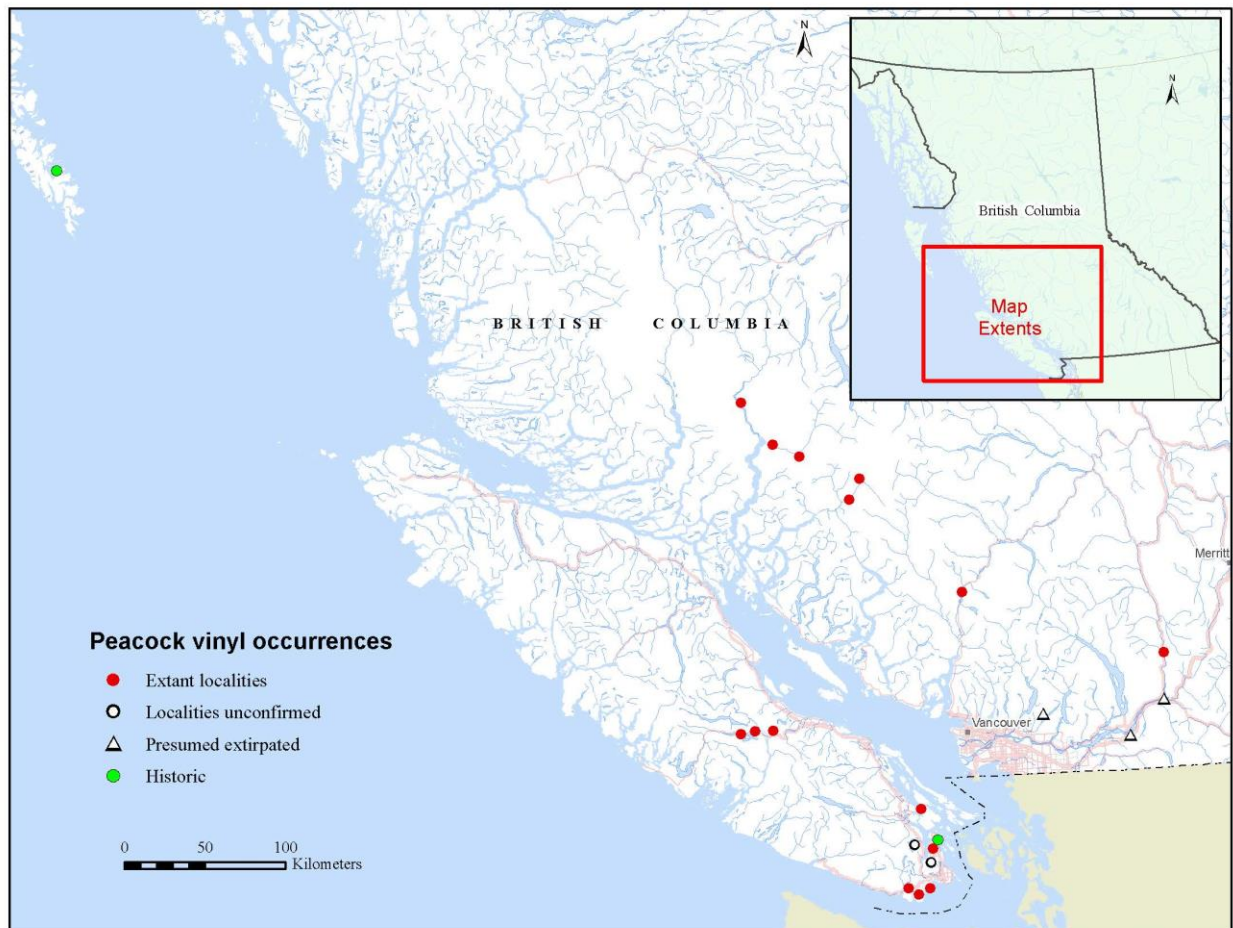 N
N
British Columbia
Map
Extents
BRITISH COLUMBIA
Merritt
Peacock vinyl occurrences
Extant localities
Localities unconfirmed
Vancouver
Presumed extirpated
Historic
0 50 100
Kilometers